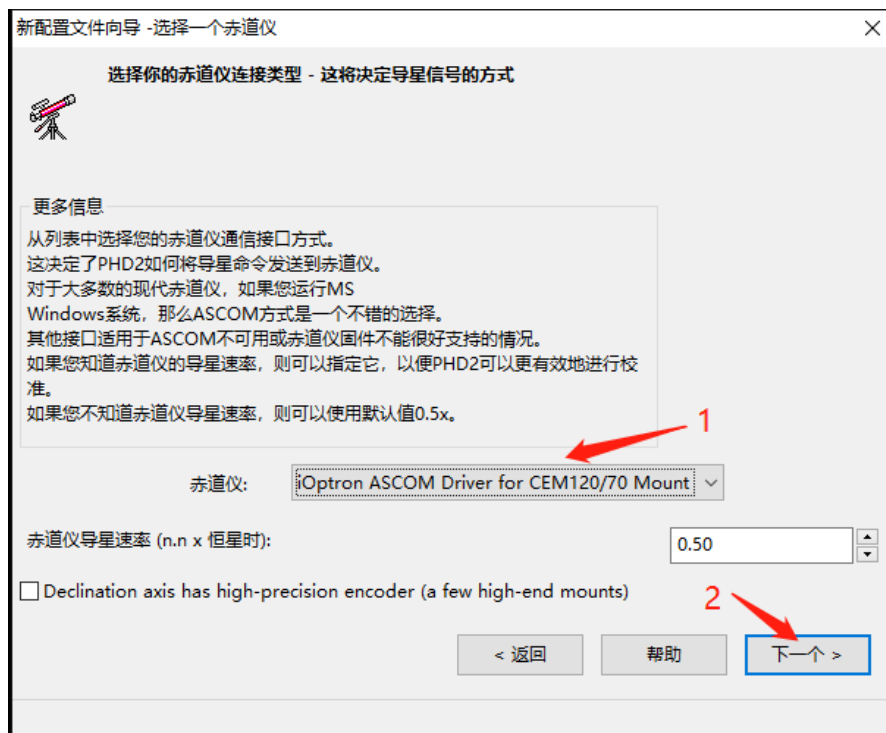 新配置文件向导 -选择一个赤道仪
选择你的赤道仪连接类型 - 这将决定导星信号的方式
更多信息
从列表中选择您的赤道仪通信接口方式。
这决定了PHD2如何将导星命令发送到赤道仪。
对于大多数的现代赤道仪，如果您运行MS
Windows系统，那么ASCOM方式是一个不错的选择。
其他接口适用于ASCOM不可用或赤道仪固件不能很好支持的情况。
如果您知道赤道仪的导星速率，则可以指定它，以便PHD2可以更有效地进行校
准。
如果您不知道赤道仪导星速率，则可以使用默认值0.5x。
1
赤道仪:
iOptron ASCOM Driver for CEM120/70 Mount
赤道仪导星速率 (n.n x 恒星时):
0.50
Declination axis has high-precision encoder (a few high-end mounts)
2
< 返回
帮助
下一个 >